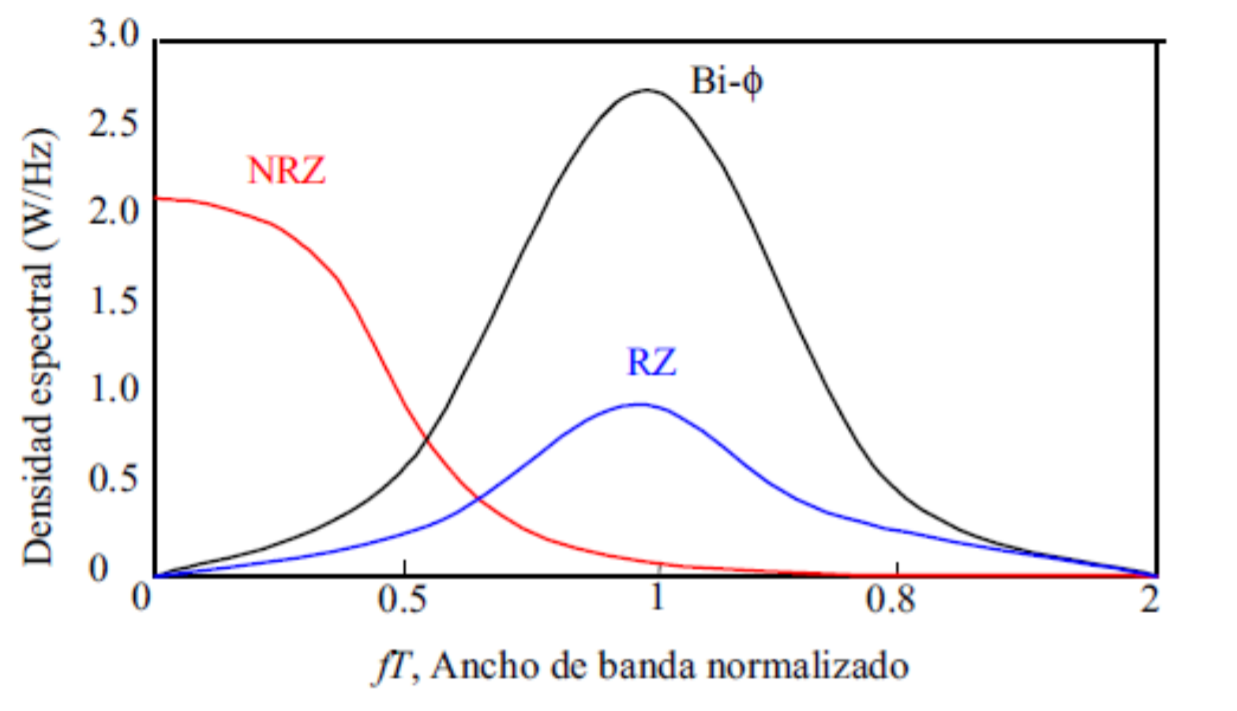 3.0
Bi-ϕ
2.5
NRZ
2.0
1.5
RZ
1.0
0.5
0
0 0.5 1 0.8 2
Densidad espectral (W/Hz)
fT, Ancho de banda normalizado